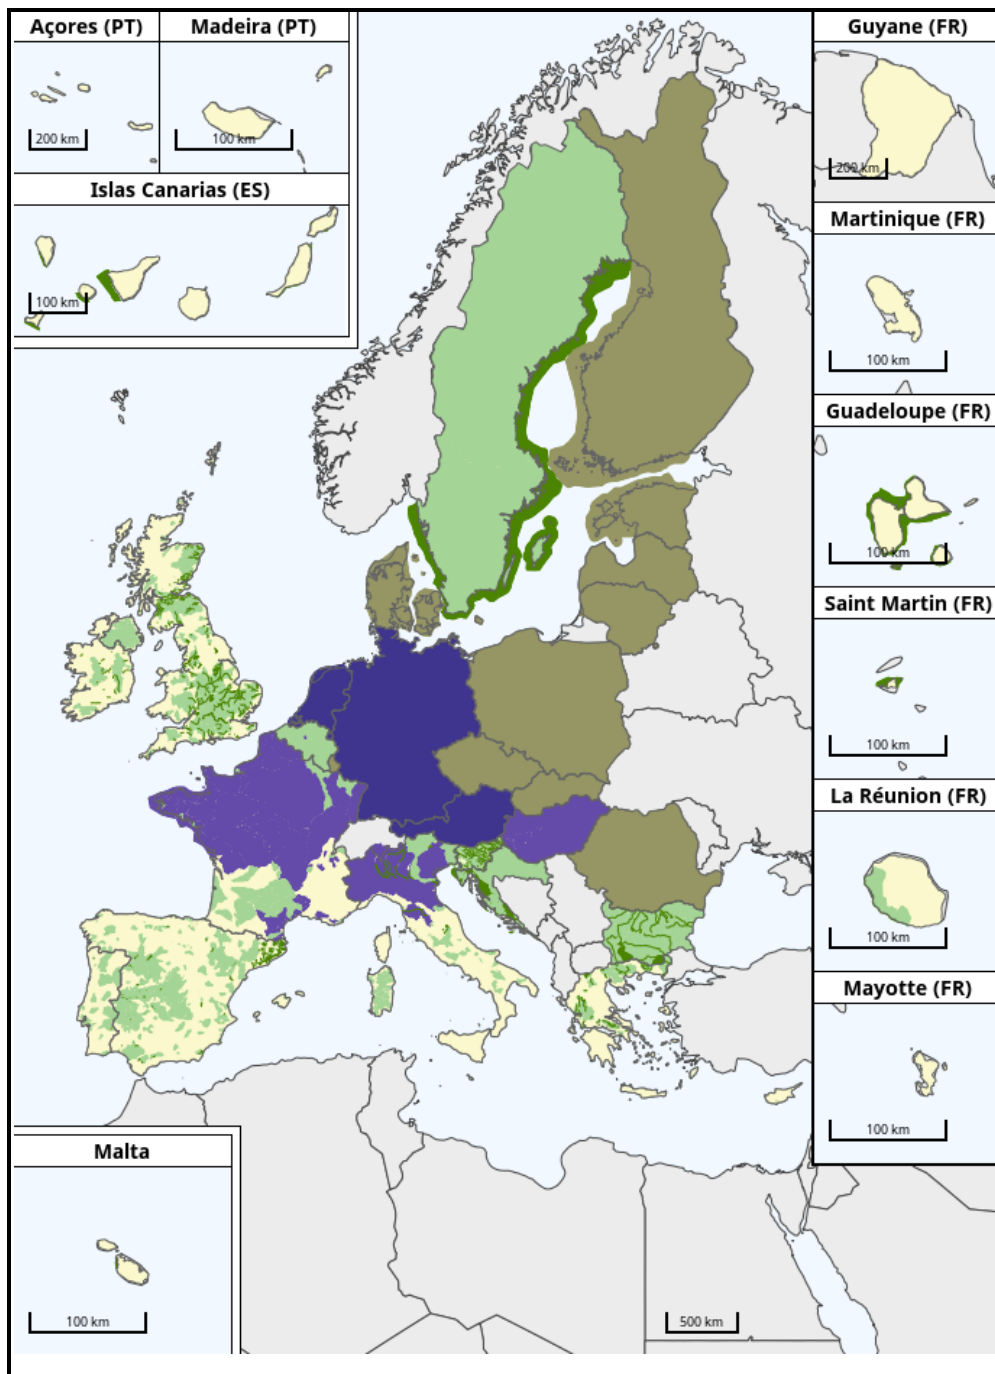 Açores (PT)
Madeira (PT)
200 km
100 km
Islas Canarias (ES)
100 km
Guyane (FR)
200 km
Martinique (FR)
100 km
Guadeloupe (FR)
100 km
Saint Martin (FR)
100 km
La Réunion (FR)
100 km
Mayotte (FR)
100 km
Malta
100 km
500 km